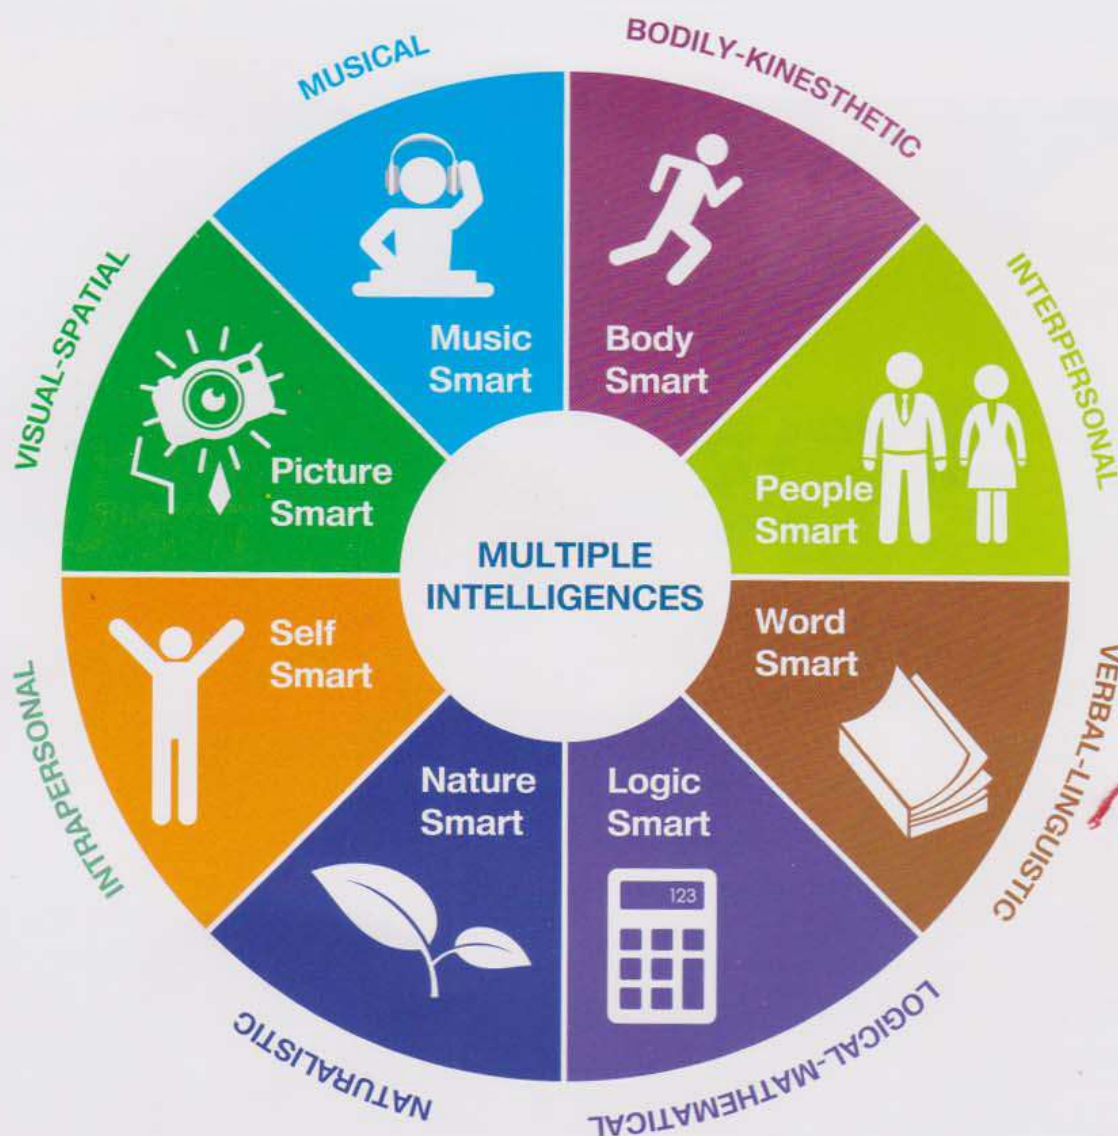 MUSICAL
BODILY-KINESTHETIC
INTERPERSONAL
VERBAL-LINGUISTIC
LOGICAL-MATHEMATICAL
NATURALISTIC
INTRAPERSONAL
VISUAL-SPATIAL
Music
Smart
Body
Smart
People
Smart
Word
Smart
Logic
Smart
123
Nature
Smart
Self
Smart
Picture
Smart
MULTIPLE
INTELLIGENCES